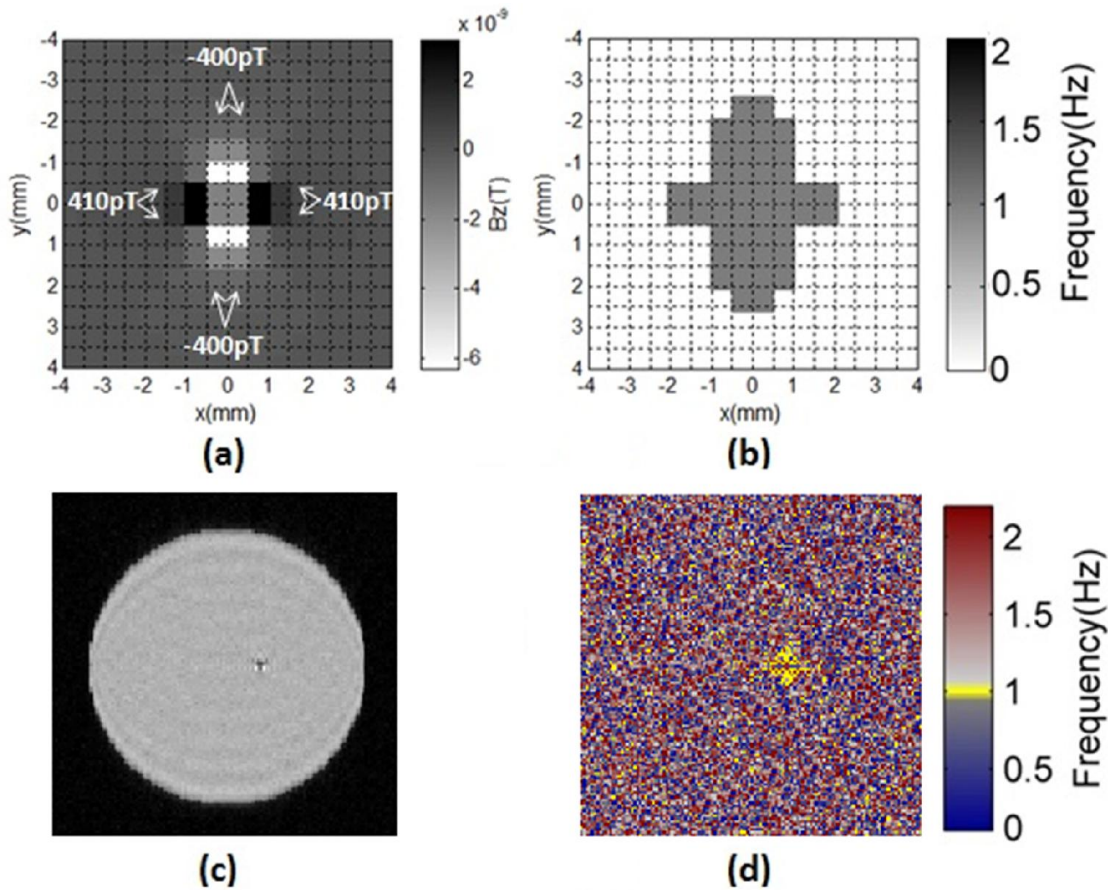 x 10⁻⁹
-4 -3 -2 -1 0 1 2 3 4
y(mm)
-4 -3 -2 -1 0 1 2 3 4
x(mm)
-400pT
410pT
410pT
-400pT
2 0 -2 -4 -6
Bz(T)
(a)
-4 -3 -2 -1 0 1 2 3 4
y(mm)
-4 -3 -2 -1 0 1 2 3 4
x(mm)
2 1.5 1 0.5 0
Frequency(Hz)
(b)
(c)
2 1.5 1 0.5 0
Frequency(Hz)
(d)